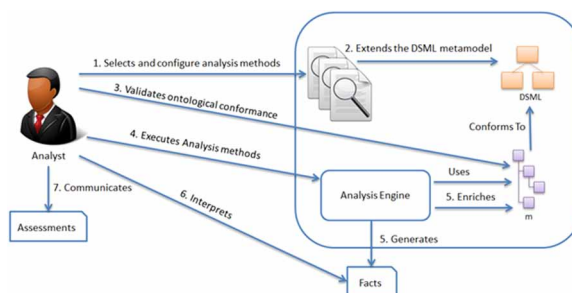 1. Selects and configure analysis methods
2. Extends the DSML metamodel
3. Validates ontological conformance
DSML
4. Executes Analysis methods
Conforms To
Analyst
Uses
Analysis Engine
7. Communicates
6. Interprets
5. Enriches
m
Assessments
5. Generates
Facts